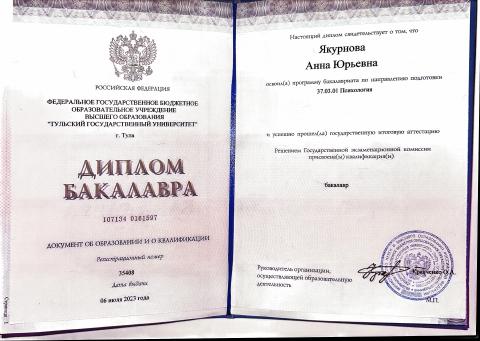 РОССИЙСКАЯ ФЕДЕРАЦИЯ
ФЕДЕРАЛЬНОЕ ГОСУДАРСТВЕННОЕ БЮДЖЕТНОЕ
ОБРАЗОВАТЕЛЬНОЕ УЧРЕЖДЕНИЕ
ВЫСШЕГО ОБРАЗОВАНИЯ
"ТУЛЬСКИЙ ГОСУДАРСТВЕННЫЙ УНИВЕРСИТЕТ"
г. Тула
ДИПЛОМ
БАКАЛАВРА
107134 0161597
ДОКУМЕНТ ОБ ОБРАЗОВАНИИ И О КВАЛИФИКАЦИИ
Регистрационный номер
35408
Дата выдачи
06 июля 2023 года
Страница 1
Настоящий диплом свидетельствует о том, что
Якурнова
Анна Юрьевна
освоил(а) программу бакалавриата по направлению подготовки
37.03.01 Психология
и успешно прошел(ла) государственную итоговую аттестацию
Решением Государственной экзаменационной комиссии
присвоена(ы) квалификация(и)
бакалавр
Руководитель организации,
осуществляющей образовательную
деятельность
Кравченко О.А.
М.П.